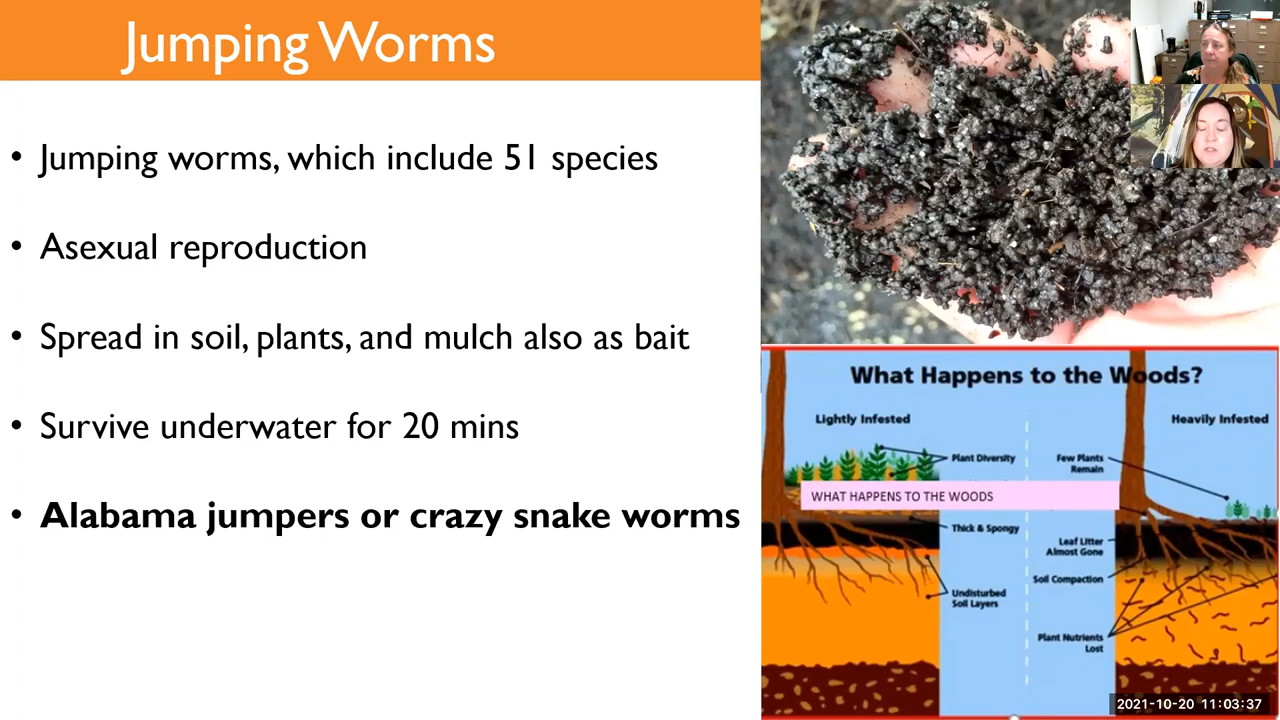 Jumping Worms
• Jumping worms, which include 51 species
• Asexual reproduction
• Spread in soil, plants, and mulch also as bait
• Survive underwater for 20 mins
• Alabama jumpers or crazy snake worms
What Happens to the Woods?
Lightly Infested
Heavily Infested
Plant Diversity
Few Plants
Remain
WHAT HAPPENS TO THE WOODS
Thick & Spongy
Leaf Litter
Almost Gone
Soil Compaction
Undisturbed
Soil Layers
Plant Nutrients
Lost
2021-10-20 11:03:37